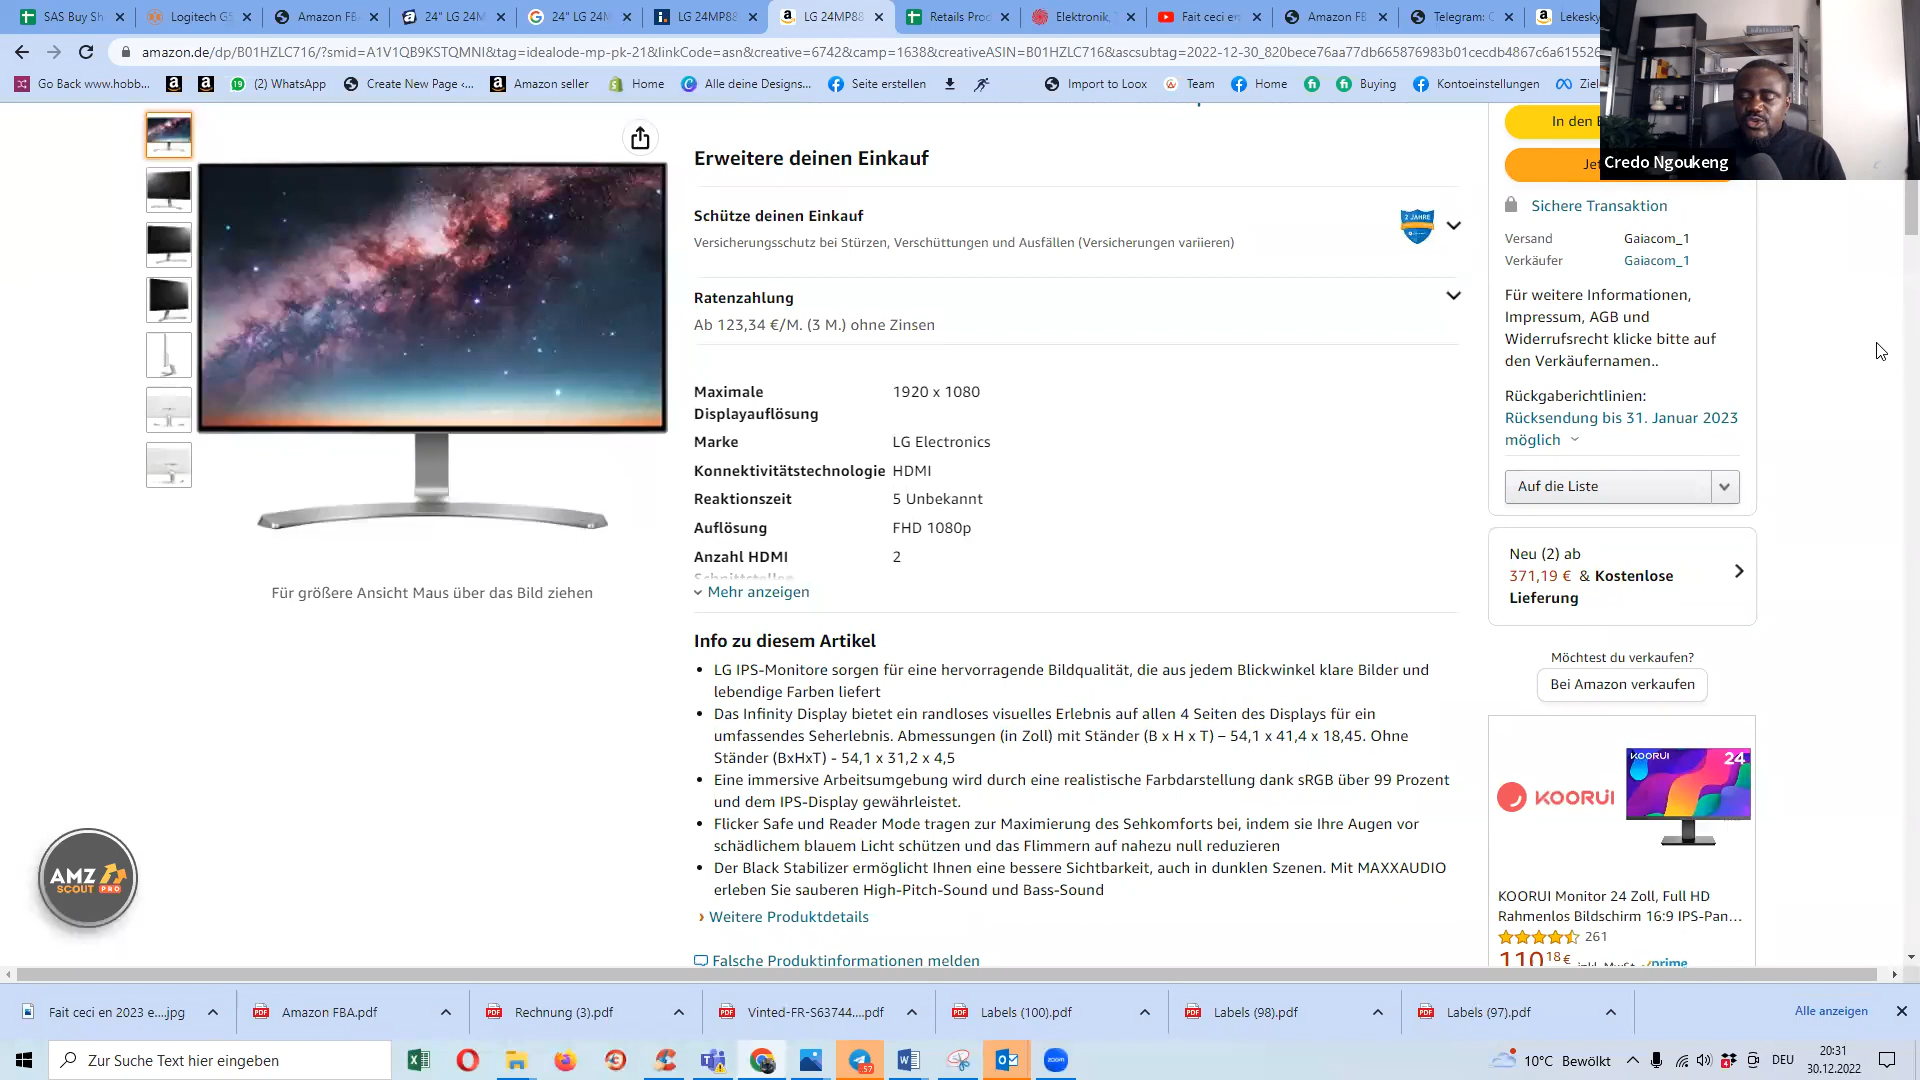 SAS Buy Sh
Logitech G5
Amazon FB
24" LG 24M
24" LG 24M
LG 24MP88
LG 24MP88
Retails Prod
Elektronik,
Fait ceci en
Amazon FB
Telegram: C
Lekesky
amazon.de/dp/B01HZLC716/?smid=A1V1QB9KSTQMNI&tag=idealode-mp-pk-21&linkCode=asn&creative=6742&camp=1638&creativeASIN=B01HZLC716&ascsubtag=2022-12-30_820bece76aa77db665876983b01cecdb4867c6a615526
Go Back www.hobb...
(2) WhatsApp
Create New Page ‹...
Amazon seller
Home
Alle deine Designs...
Seite erstellen
Import to Loox
Team
Home
Buying
Kontoeinstellungen
Ziel
Credo Ngoukeng
Für größere Ansicht Maus über das Bild ziehen
AMZ
SCOUT PRO
Erweitere deinen Einkauf
Schütze deinen Einkauf
Versicherungsschutz bei Stürzen, Verschüttungen und Ausfällen (Versicherungen variieren)
2 JAHRE
Ratenzahlung
Ab 123,34 €/M. (3 M.) ohne Zinsen
Maximale Displayauflösung 1920 x 1080
Marke LG Electronics
Konnektivitätstechnologie HDMI
Reaktionszeit 5 Unbekannt
Auflösung FHD 1080p
Anzahl HDMI 2
Schnittstellen
Mehr anzeigen
Info zu diesem Artikel
• LG IPS-Monitore sorgen für eine hervorragende Bildqualität, die aus jedem Blickwinkel klare Bilder und
lebendige Farben liefert
• Das Infinity Display bietet ein randloses visuelles Erlebnis auf allen 4 Seiten des Displays für ein
umfassendes Seherlebnis. Abmessungen (in Zoll) mit Ständer (B x H x T) – 54,1 x 41,4 x 18,45. Ohne
Ständer (BxHxT) - 54,1 x 31,2 x 4,5
• Eine immersive Arbeitsumgebung wird durch eine realistische Farbdarstellung dank sRGB über 99 Prozent
und dem IPS-Display gewährleistet.
• Flicker Safe und Reader Mode tragen zur Maximierung des Sehkomforts bei, indem sie Ihre Augen vor
schädlichem blauem Licht schützen und das Flimmern auf nahezu null reduzieren
• Der Black Stabilizer ermöglicht Ihnen eine bessere Sichtbarkeit, auch in dunklen Szenen. Mit MAXXAUDIO
erleben Sie sauberen High-Pitch-Sound und Bass-Sound
› Weitere Produktdetails
Falsche Produktinformationen melden
In den
Sichere Transaktion
Versand Gaiacom_1
Verkäufer Gaiacom_1
Für weitere Informationen,
Impressum, AGB und
Widerrufsrecht klicke bitte auf
den Verkäufernamen..
Rückgaberichtlinien:
Rücksendung bis 31. Januar 2023
möglich
Auf die Liste
Neu (2) ab
371,19 € & Kostenlose
Lieferung
Möchtest du verkaufen?
Bei Amazon verkaufen
KOORUI
KOORUI
24
KOORUI Monitor 24 Zoll, Full HD
Rahmenlos Bildschirm 16:9 IPS-Pan...
261
110,18 € inkl. MwSt. prime
Fait ceci en 2023 e....jpg
Amazon FBA.pdf
Rechnung (3).pdf
Vinted-FR-S63744....pdf
Labels (100).pdf
Labels (98).pdf
Labels (97).pdf
Alle anzeigen
Zur Suche Text hier eingeben
57
zoom
10°C Bewölkt
DEU
20:31
30.12.2022